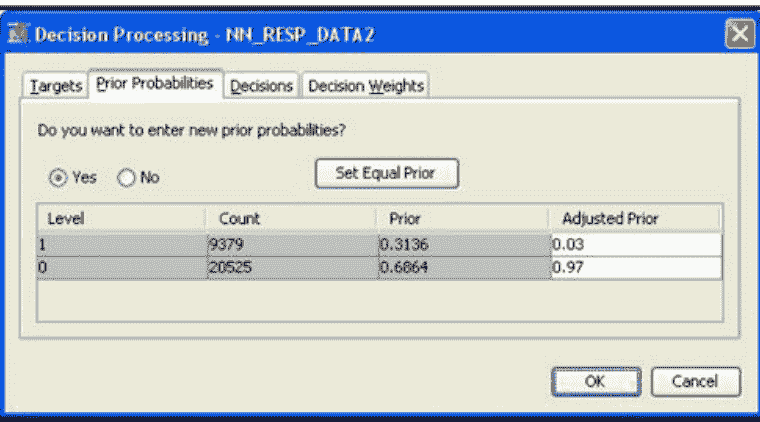 Decision Processing - NN_RESP_DATA2
Targets Prior Probabilities Decisions Decision Weights
Do you want to enter new prior probabilities?
Yes No Set Equal Prior
Level Count Prior Adjusted Prior
1 9379 0.3136 0.03
0 20525 0.6864 0.97
OK Cancel